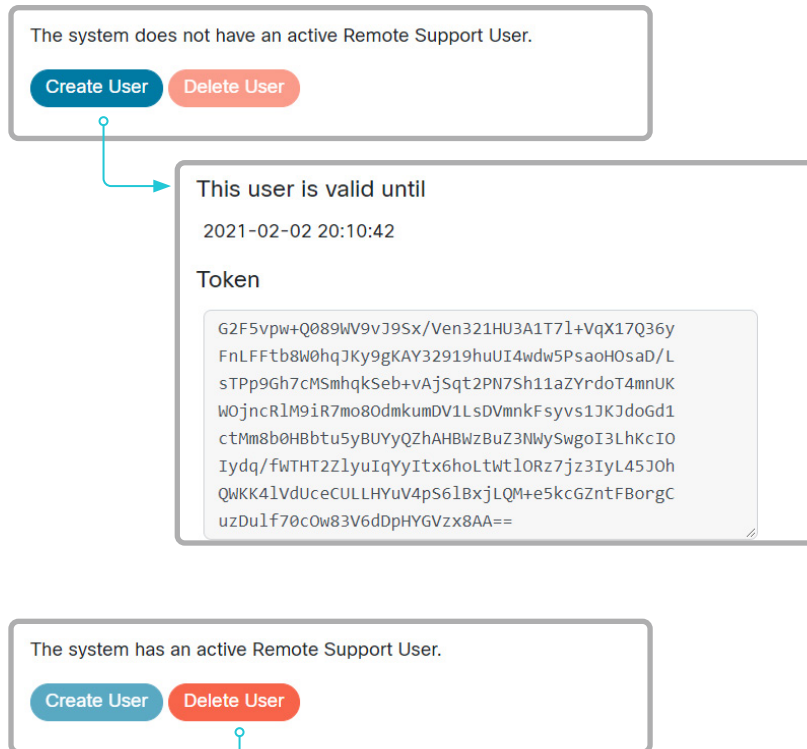 The system does not have an active Remote Support User.
Create User Delete User
This user is valid until
2021-02-02 20:10:42
Token
G2F5vpw+Q089WV9vJ9Sx/Ven321HU3A1T7l+VqX17Q36y
FnLFFtb8W0hqJKy9gKAY32919huUI4wdw5PsaoHOsaD/L
sTPp9Gh7cMSmhqkSeb+vAjSqt2PN7Sh11aZYrdoT4mnUK
WOjncRlM9iR7mo8OdmkumDV1LsDVmnkFsyvs1JKJdoGd1
ctMm8b0HBbtu5yBUYyQZhAHBWzBuZ3NWySwgoI3LhKcIO
Iydq/fWTHT2ZlyuIqYyItx6hoLtWtlORz7jz3IyL45JOh
QWKK4lVdUceCULLHYuV4pS6lBxjLQM+e5kcGZntFBorgC
uzDulf70cOw83V6dDpHYGVzx8AA==
The system has an active Remote Support User.
Create User Delete User